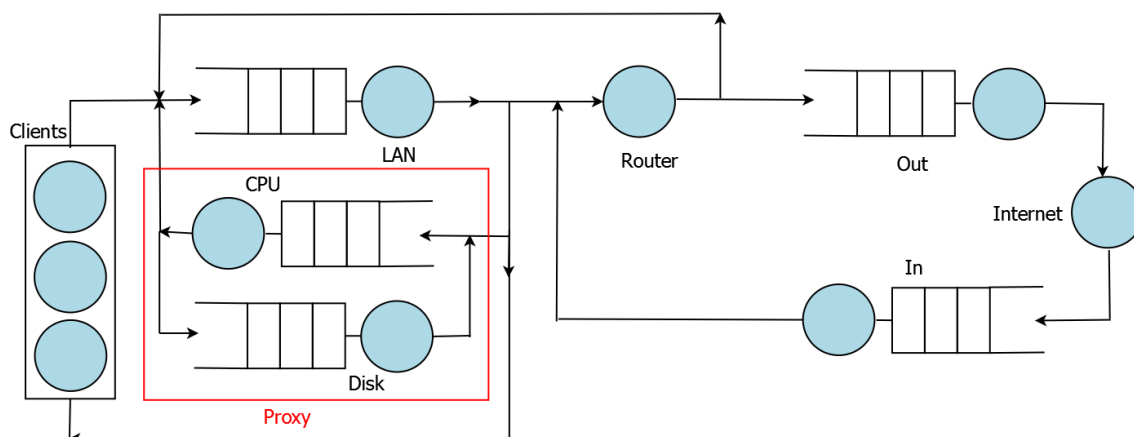 Clients
LAN
Router
Out
CPU
Internet
In
Disk
Proxy